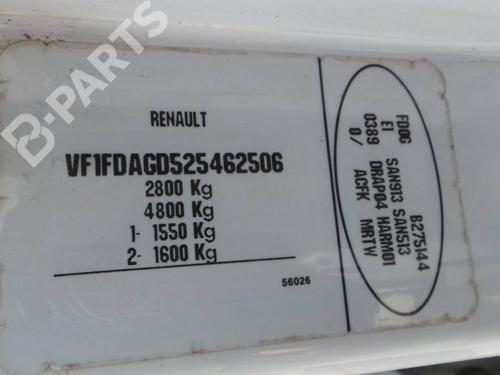 B-PARTS
RENAULT
VF1FDAGD525462506
2800 Kg
4800 Kg
1- 1550 Kg
2- 1600 Kg
56026
FDOG
E1
0389
0/
SAN913 SAN513
DRAP04 HARM01
ACFK MRTW
B275144